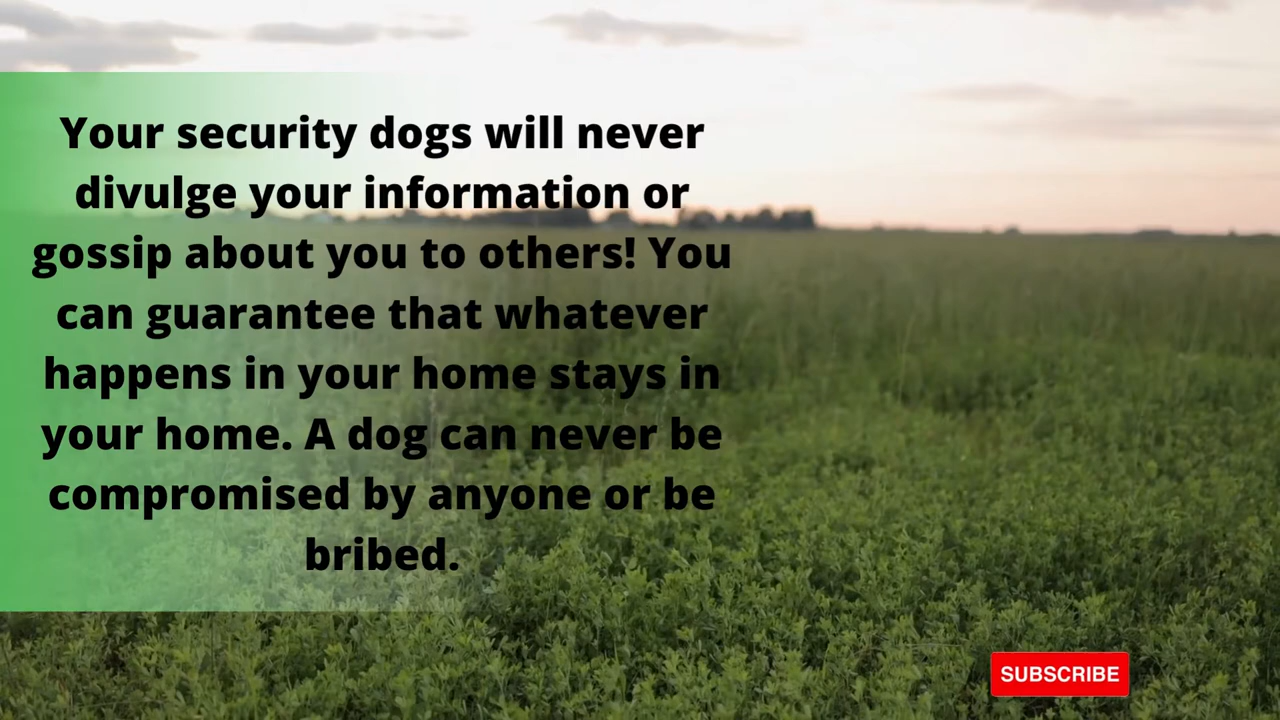 Your security dogs will never
divulge your information or
gossip about you to others! You
can guarantee that whatever
happens in your home stays in
your home. A dog can never be
compromised by anyone or be
bribed.
SUBSCRIBE